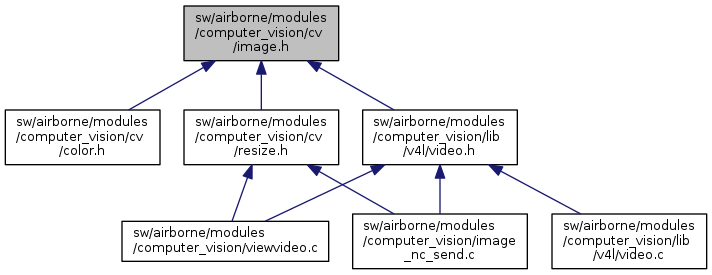 sw/airborne/modules
/computer_vision/cv
/image.h
sw/airborne/modules
/computer_vision/cv
/color.h
sw/airborne/modules
/computer_vision/cv
/resize.h
sw/airborne/modules
/computer_vision/lib
/v4l/video.h
sw/airborne/modules
/computer_vision/viewvideo.c
sw/airborne/modules
/computer_vision/image
_nc_send.c
sw/airborne/modules
/computer_vision/lib
/v4l/video.c